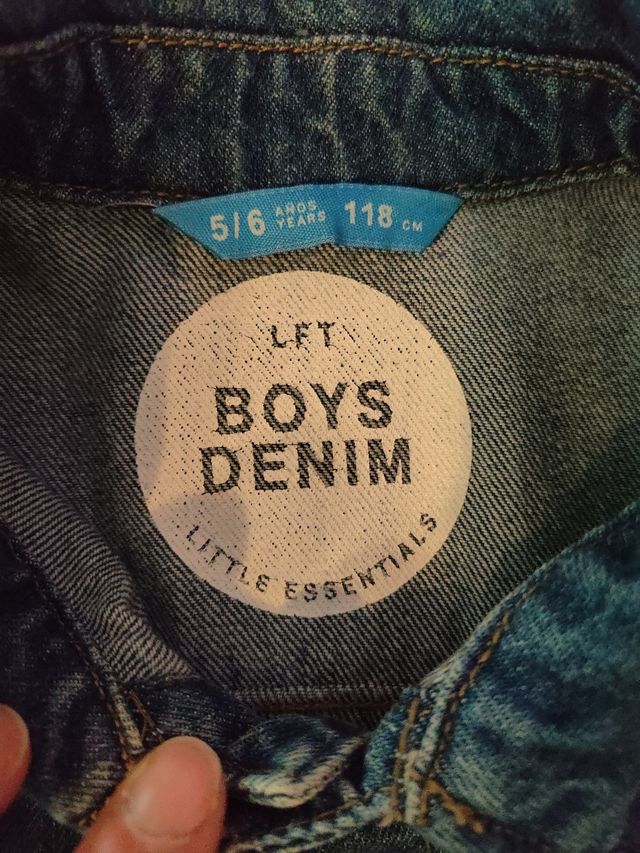 5/6 AÑOS YEARS 118 CM
LFT
BOYS
DENIM
LITTLE ESSENTIALS